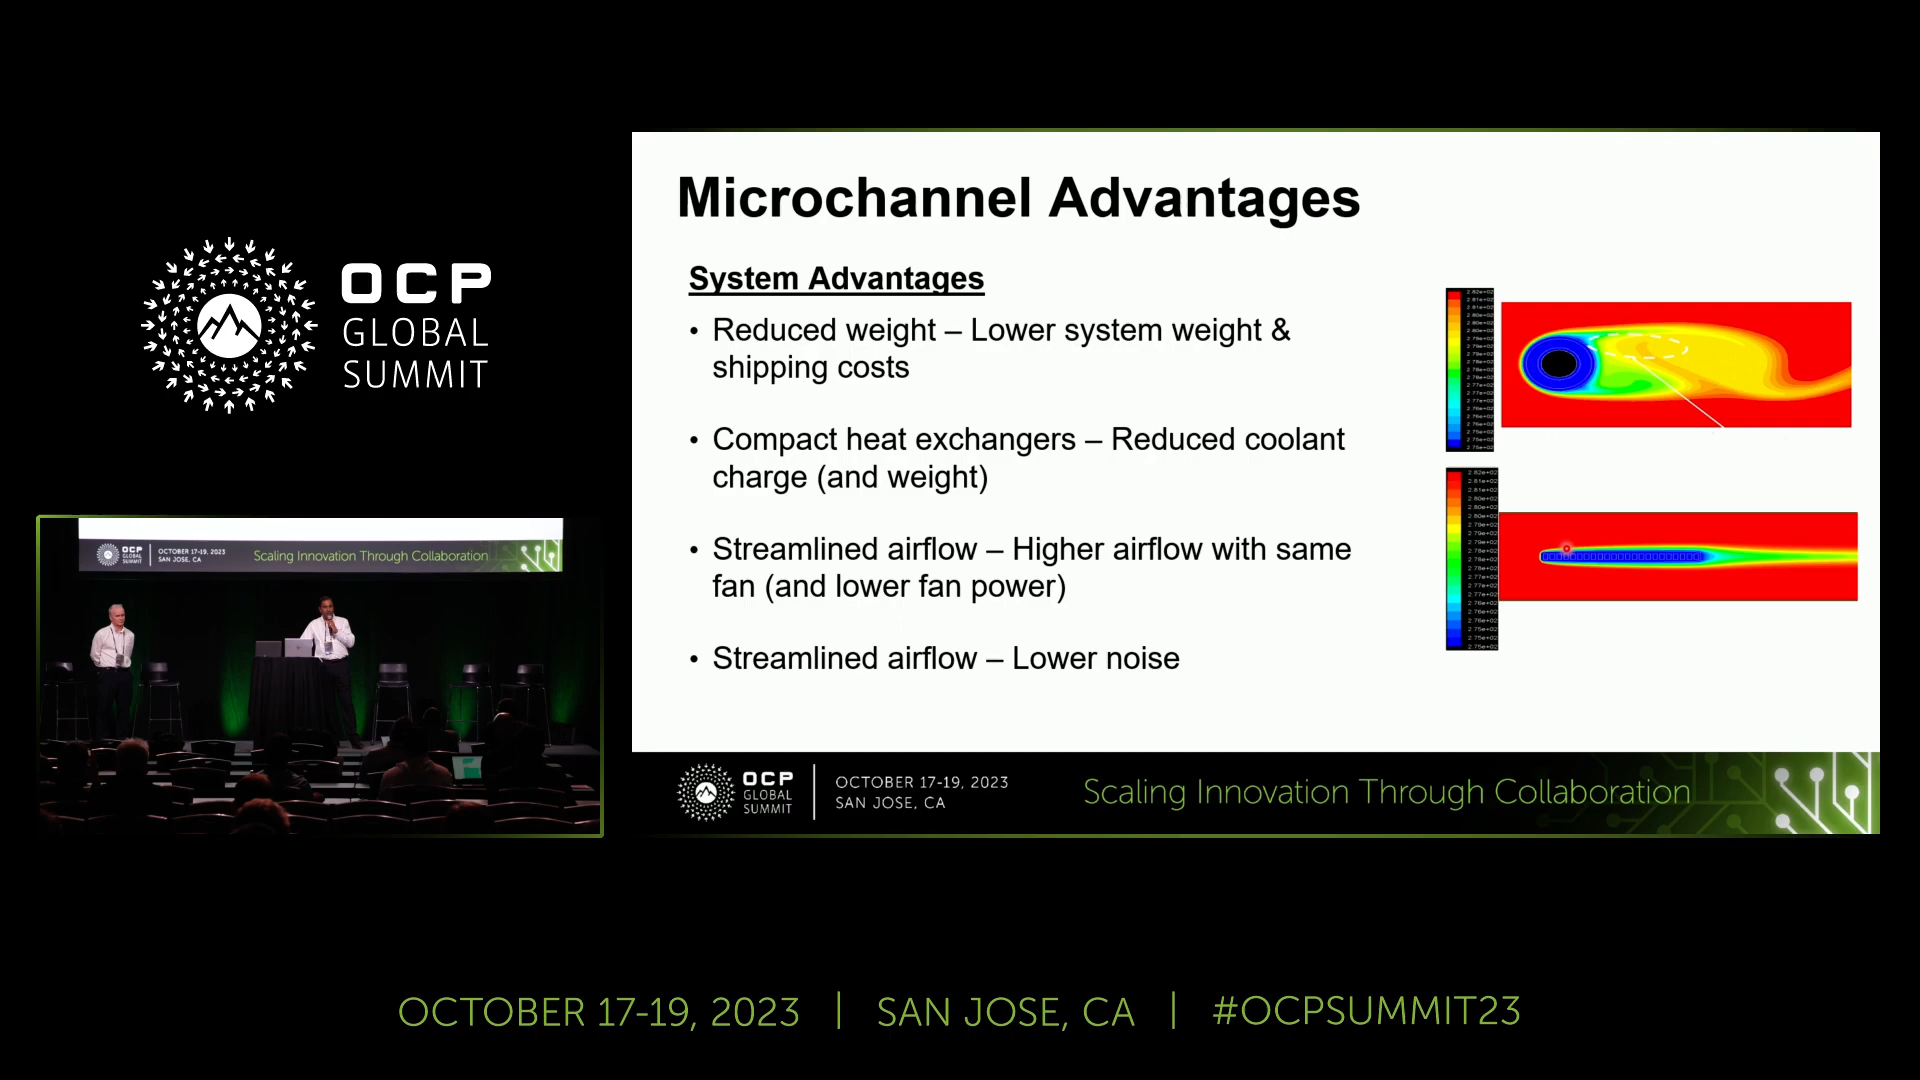 OCP
GLOBAL
SUMMIT
Microchannel Advantages
System Advantages
• Reduced weight – Lower system weight &
shipping costs
• Compact heat exchangers – Reduced coolant
charge (and weight)
• Streamlined airflow – Higher airflow with same
fan (and lower fan power)
• Streamlined airflow – Lower noise
OCP
GLOBAL
SUMMIT
OCTOBER 17-19, 2023
SAN JOSE, CA
Scaling Innovation Through Collaboration
OCP
GLOBAL
SUMMIT
OCTOBER 17-19, 2023
SAN JOSE, CA
Scaling Innovation Through Collaboration
OCTOBER 17-19, 2023 | SAN JOSE, CA | #OCPSUMMIT23